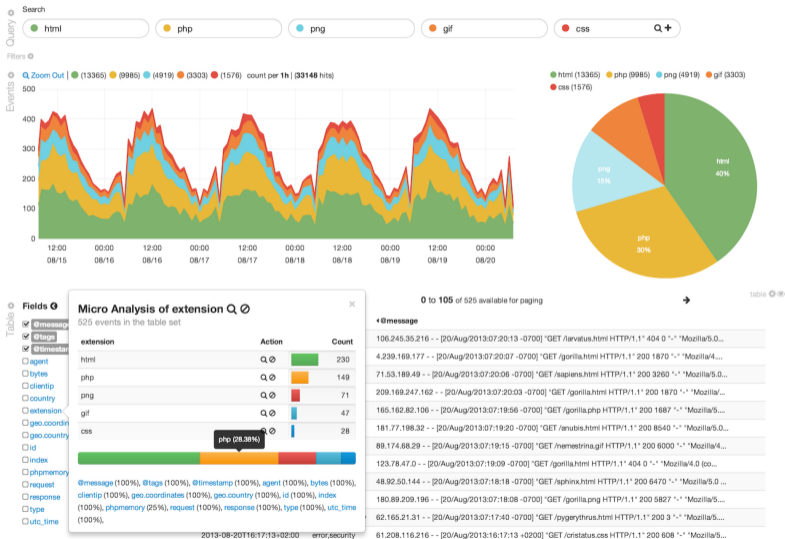 Search
Query
html
php
png
gif
css
Filters
Events
Zoom Out | (13365) (9985) (4919) (3303) (1576) count per 1h | (33148 hits)
500
400
300
200
100
0
12:00 00:00 12:00 00:00 12:00 00:00 12:00 00:00 12:00 00:00
08/15 08/16 08/16 08/17 08/17 08/18 08/18 08/19 08/19 08/20
html (13365) php (9985) png (4919) gif (3303)
css (1576)
html
40%
png
15%
php
30%
table
Table
Fields
@message
@tags
@timestam
agent
bytes
clientip
country
extension
geo.coordin
geo.country
id
index
phpmemory
request
response
type
utc_time
Micro Analysis of extension
×
525 events in the table set
extension Action Count
html 230
php 149
png 71
gif 47
css 28
php (28.38%)
@message (100%), @tags (100%), @timestamp (100%), agent (100%), bytes (100%),
clientip (100%), geo.coordinates (100%), geo.country (100%), id (100%), index
(100%), phpmemory (25%), request (100%), response (100%), type (100%), utc_time
(100%),
0 to 105 of 525 available for paging
@message
106.245.35.216 - - [20/Aug/2013:07:20:13 -0700] "GET /larvatus.html HTTP/1.1" 404 0 "-" "Mozilla/5.0...
4.239.169.177 - - [20/Aug/2013:07:20:07 -0700] "GET /gorilla.html HTTP/1.1" 200 1870 "-" "Mozilla/4....
71.53.189.49 - - [20/Aug/2013:07:20:06 -0700] "GET /sapiens.html HTTP/1.1" 200 3260 "-" "Mozilla/5.0...
209.169.247.162 - - [20/Aug/2013:07:20:03 -0700] "GET /gorilla.html HTTP/1.1" 200 1870 "-" "Mozilla/...
165.162.82.106 - - [20/Aug/2013:07:19:56 -0700] "GET /gorilla.php HTTP/1.1" 200 1687 "-" "Mozilla/5....
181.77.198.32 - - [20/Aug/2013:07:19:20 -0700] "GET /anubis.html HTTP/1.1" 200 8540 "-" "Mozilla/5.0...
89.174.68.29 - - [20/Aug/2013:07:19:15 -0700] "GET /nemestrina.gif HTTP/1.1" 200 6000 "-" "Mozilla/4...
123.78.47.0 - - [20/Aug/2013:07:19:09 -0700] "GET /gorilla.html HTTP/1.1" 404 0 "-" "Mozilla/4.0 (co...
48.92.50.144 - - [20/Aug/2013:07:18:18 -0700] "GET /sphinx.html HTTP/1.1" 200 6470 "-" "Mozilla/5.0...
180.89.209.196 - - [20/Aug/2013:07:18:08 -0700] "GET /gorilla.png HTTP/1.1" 200 5827 "-" "Mozilla/5....
62.165.21.31 - - [20/Aug/2013:07:17:40 -0700] "GET /pygerythrus.html HTTP/1.1" 200 3 "-" "Mozilla/5....
2013-08-20T16:17:13+02:00 error,security 61.208.116.216 - - [20/Aug/2013:16:17:13 +0200] "GET /cristatus.css HTTP/1.1" 200 608 "-" "Mozilla/5...